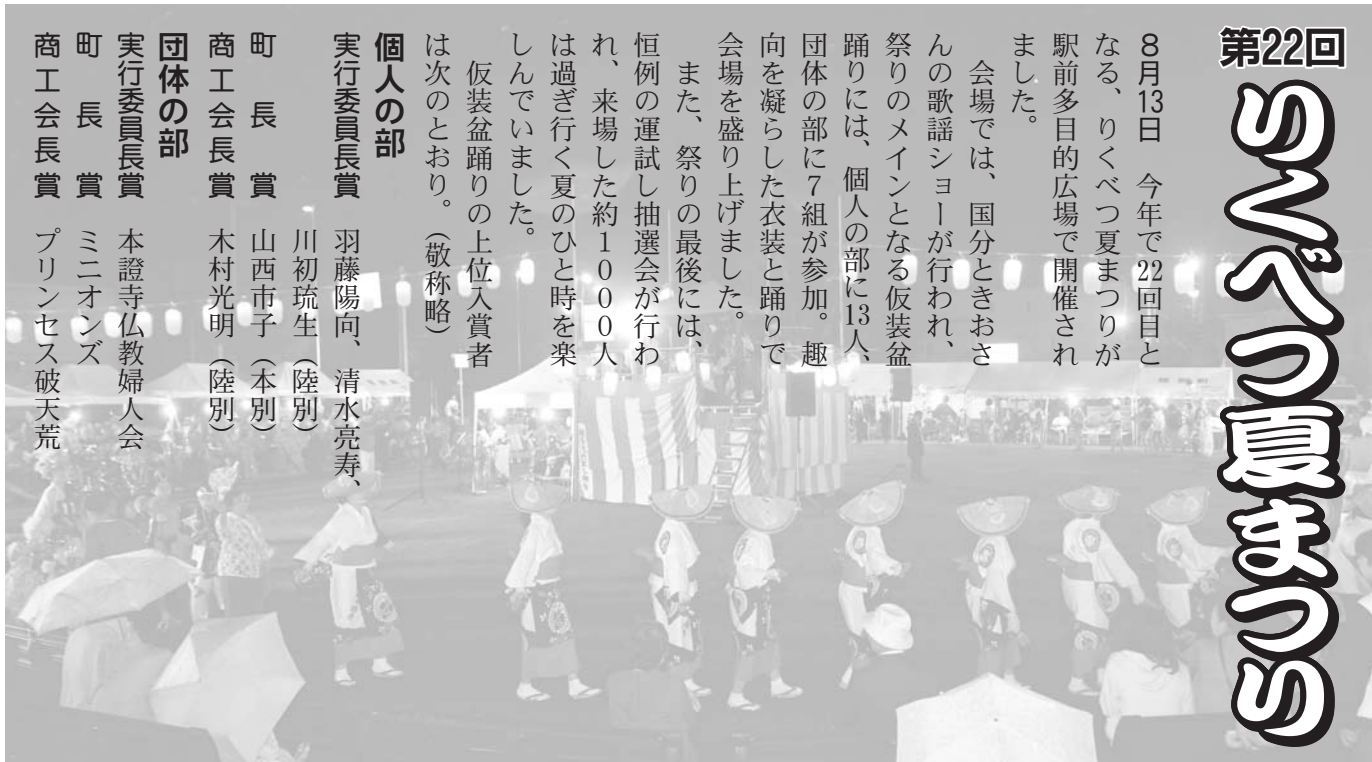 第22回
りくべつ夏まつり
８月13日　今年で22回目と
なる、りくべつ夏まつりが
駅前多目的広場で開催され
ました。
会場では、国分ときおさ
んの歌謡ショーが行われ、
祭りのメインとなる仮装盆
踊りには、個人の部に13人、
団体の部に７組が参加。趣
向を凝らした衣装と踊りで
会場を盛り上げました。
また、祭りの最後には、
恒例の運試し抽選会が行わ
れ、来場した約１０００人
は過ぎ行く夏のひと時を楽
しんでいました。
仮装盆踊りの上位入賞者
は次のとおり。（敬称略）
個人の部
実行委員長賞　羽藤陽向、清水亮寿、
川初琉生（陸別）
町長賞　山西市子（本別）
商工会長賞　木村光明（陸別）
団体の部
実行委員長賞　本證寺仏教婦人会
町長賞　ミニオンズ
商工会長賞　プリンセス破天荒